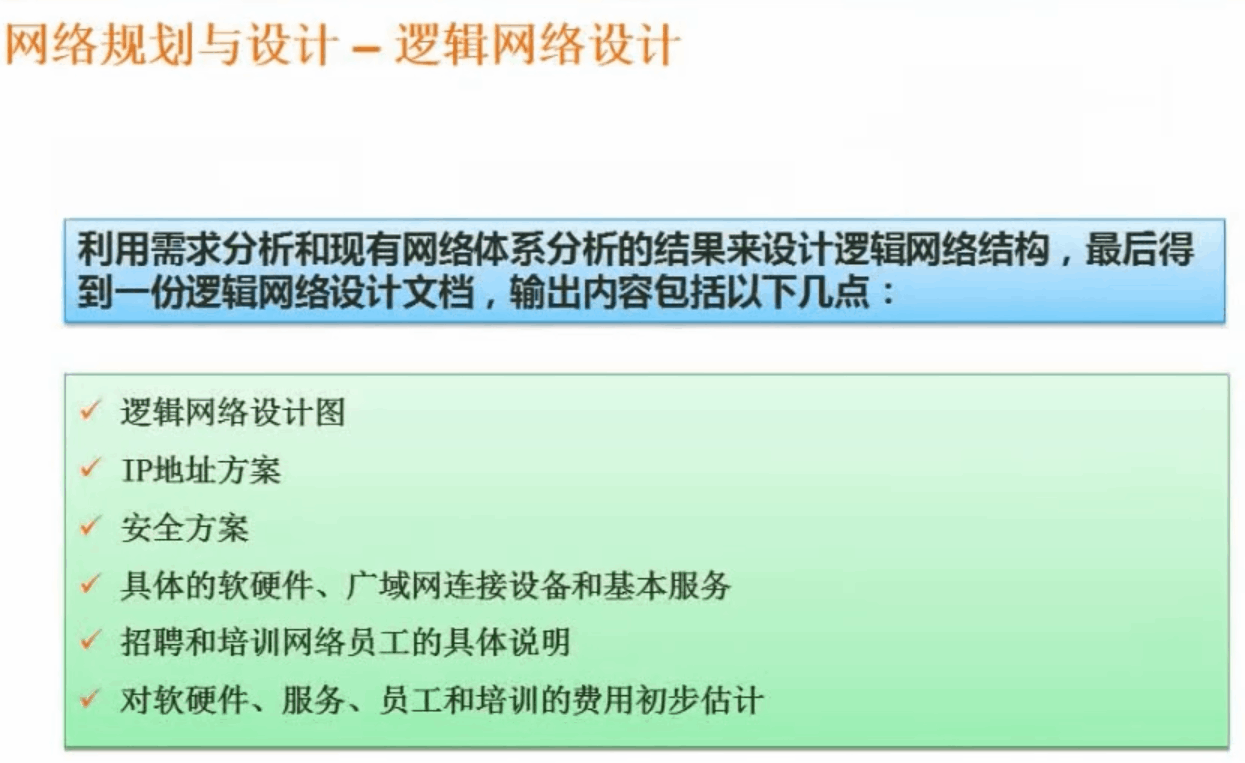 网络规划与设计 – 逻辑网络设计
利用需求分析和现有网络体系分析的结果来设计逻辑网络结构，最后得
到一份逻辑网络设计文档，输出内容包括以下几点：
✓ 逻辑网络设计图
✓ IP地址方案
✓ 安全方案
✓ 具体的软硬件、广域网连接设备和基本服务
✓ 招聘和培训网络员工的具体说明
✓ 对软硬件、服务、员工和培训的费用初步估计